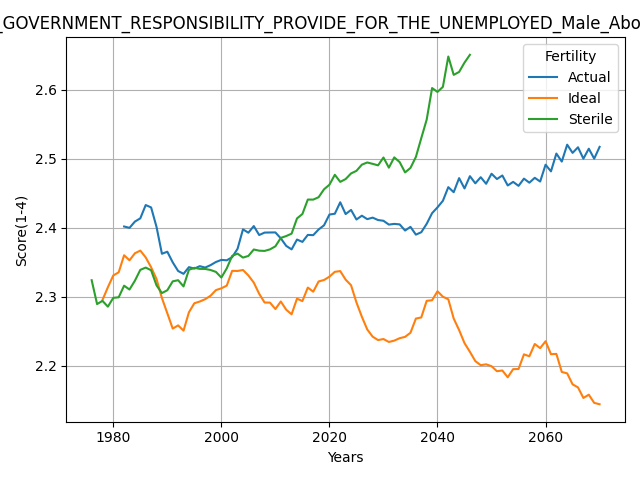 _GOVERNMENT_RESPONSIBILITY_PROVIDE_FOR_THE_UNEMPLOYED_Male_Abo
Fertility
Actual
Ideal
Sterile
Score(1-4)
2.6
2.5
2.4
2.3
2.2
1980 2000 2020 2040 2060
Years